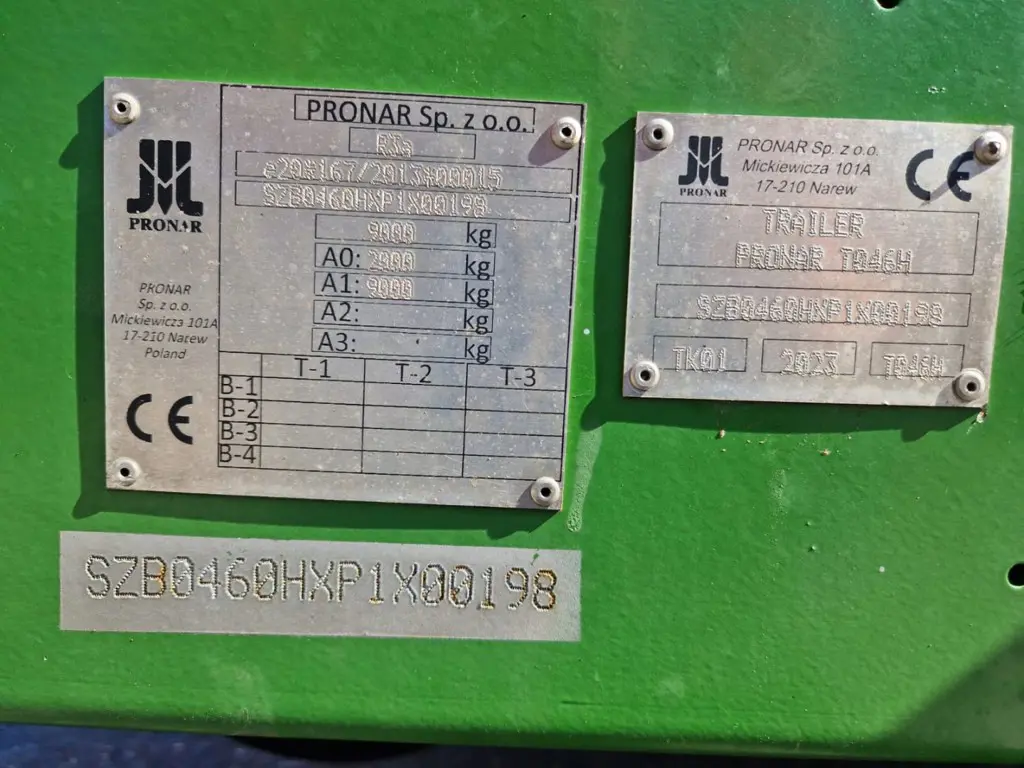 PRONAR Sp. z o.o.
R3a
e20*167/2013*00015
SZB0460HXP1X00198
9000 kg
A0: 2000 kg
A1: 9000 kg
A2: kg
A3: kg
T-1 T-2 T-3
B-1
B-2
B-3
B-4
PRONAR
PRONAR
Sp. z o.o.
Mickiewicza 101A
17-210 Narew
Poland
CE
PRONAR
PRONAR Sp. z o.o.
Mickiewicza 101A
17-210 Narew
CE
TRAILER
PRONAR T046H
SZB0460HXP1X00198
TK01 2023 T046H
SZB0460HXP1X00198